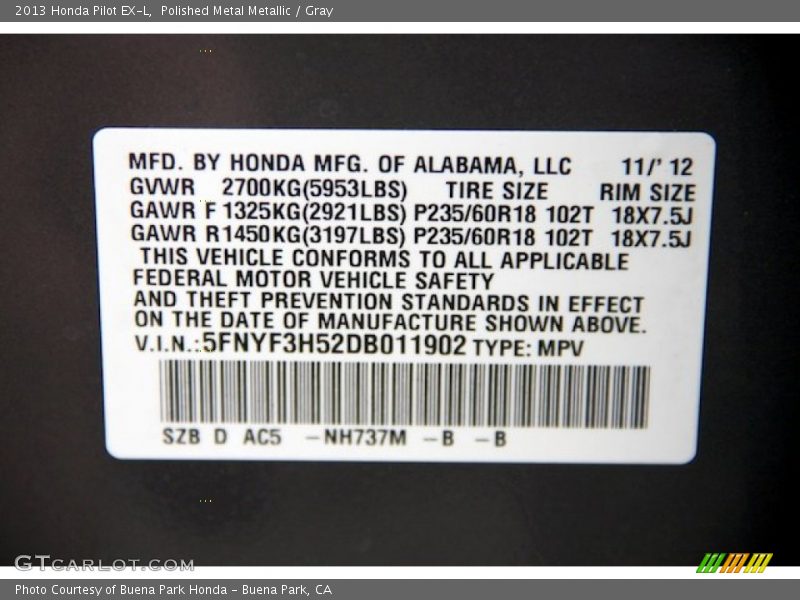 2013 Honda Pilot EX-L, Polished Metal Metallic / Gray
MFD. BY HONDA MFG. OF ALABAMA, LLC 11/' 12
GVWR 2700KG(5953LBS) TIRE SIZE RIM SIZE
GAWR F 1325KG(2921LBS) P235/60R18 102T 18X7.5J
GAWR R1450KG(3197LBS) P235/60R18 102T 18X7.5J
THIS VEHICLE CONFORMS TO ALL APPLICABLE
FEDERAL MOTOR VEHICLE SAFETY
AND THEFT PREVENTION STANDARDS IN EFFECT
ON THE DATE OF MANUFACTURE SHOWN ABOVE.
V.I.N.:5FNYF3H52DB011902 TYPE: MPV
SZB D AC5 -NH737M -B -B
GTCARLOT.COM
Photo Courtesy of Buena Park Honda - Buena Park, CA